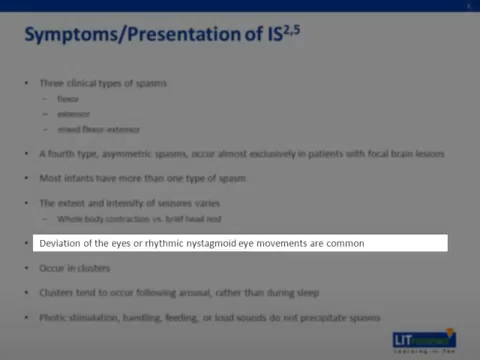 Symptoms/Presentation of IS2,5
• Three clinical types of spasms
– flexor
– extensor
– mixed flexor-extensor
• A fourth type, asymmetric spasms, occur almost exclusively in patients with focal brain lesions
• Most infants have more than one type of spasm
• The extent and intensity of seizures varies
– Whole body contraction vs. brief head nod
• Deviation of the eyes or rhythmic nystagmoid eye movements are common
• Occur in clusters
• Clusters tend to occur following arousal, rather than during sleep
• Photic stimulation, handling, feeding, or loud sounds do not precipitate spasms
LIT
Learning-in-Ten